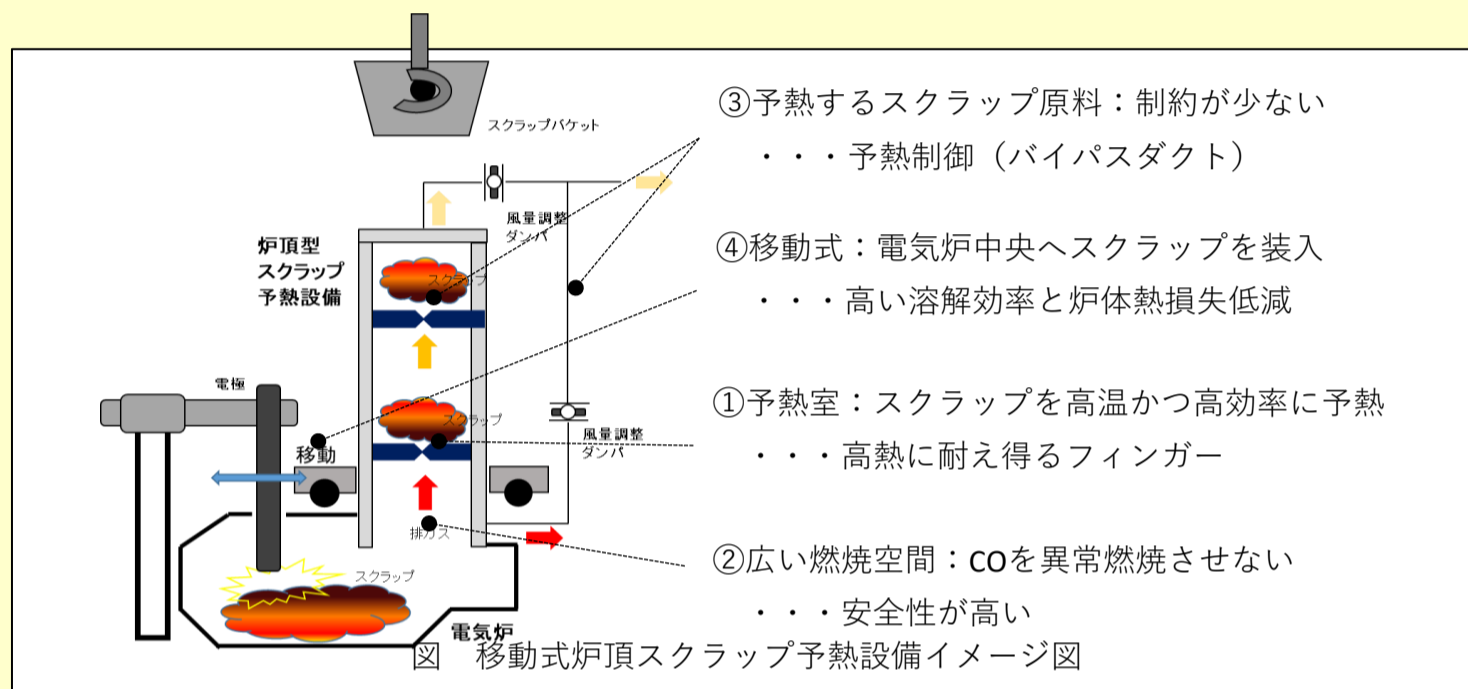 スクラップバケット
風量調整
ダンパ
炉頂型
スクラップ
予熱設備
スクラップ
電極
スクラップ
風量調整
ダンパ
移動
排ガス
スクラップ
電気炉
③予熱するスクラップ原料：制約が少ない
・・・予熱制御（バイパスダクト）
④移動式：電気炉中央へスクラップを装入
・・・高い溶解効率と炉体熱損失低減
①予熱室：スクラップを高温かつ高効率に予熱
・・・高熱に耐え得るフィンガー
②広い燃焼空間：COを異常燃焼させない
・・・安全性が高い
図　移動式炉頂スクラップ予熱設備イメージ図